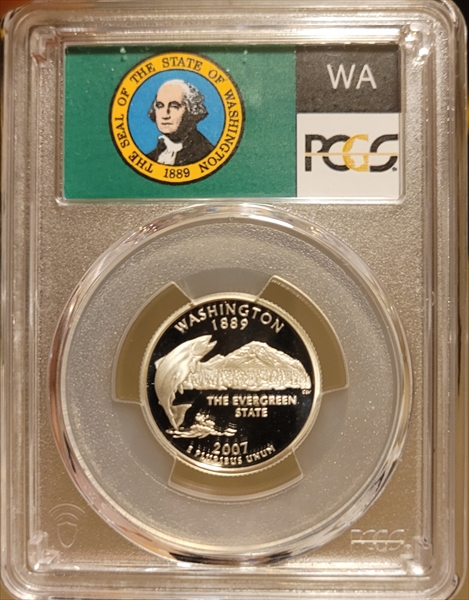 THE SEAL OF THE STATE OF WASHINGTON
1889
WA
PCGS
WASHINGTON
1889
THE EVERGREEN
STATE
2007
E PLURIBUS UNUM
PCGS